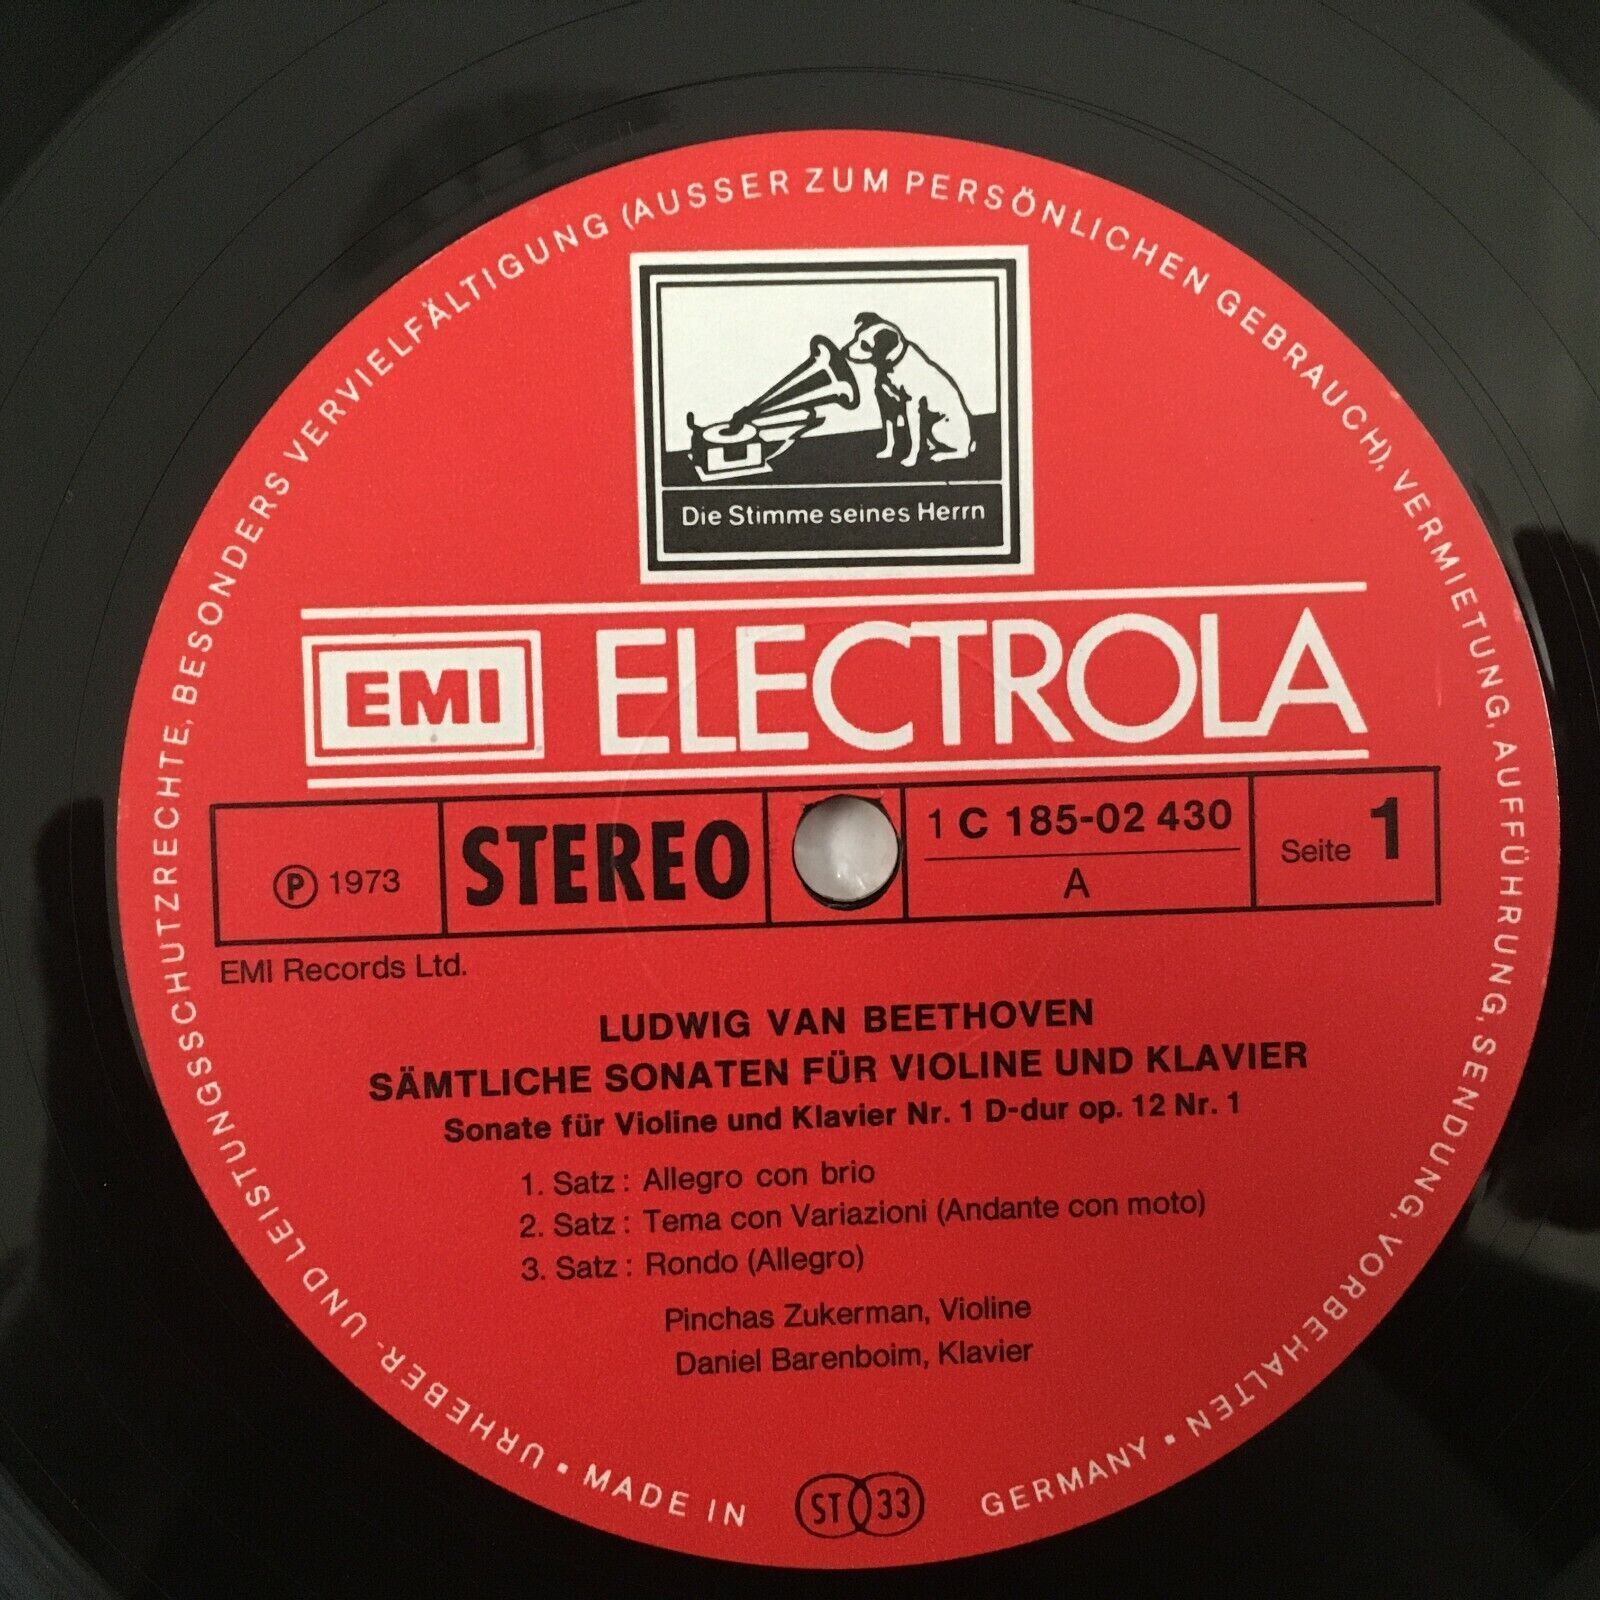 URHEBER- UND LEISTUNGSSCHUTZRECHTE, BESONDERS VERVIELFÄLTIGUNG (AUSSER ZUM PERSÖNLICHEN GEBRAUCH), VERMIETUNG, AUFFÜHRUNG, SENDUNG, VORBEHALTEN •
Die Stimme seines Herrn
EMI ELECTROLA
℗ 1973 STEREO 1 C 185-02 430 Seite 1
A
EMI Records Ltd.
LUDWIG VAN BEETHOVEN
SÄMTLICHE SONATEN FÜR VIOLINE UND KLAVIER
Sonate für Violine und Klavier Nr. 1 D-dur op. 12 Nr. 1
1. Satz: Allegro con brio
2. Satz: Tema con Variazioni (Andante con moto)
3. Satz: Rondo (Allegro)
Pinchas Zukerman, Violine
Daniel Barenboim, Klavier
• MADE IN GERMANY
ST 33